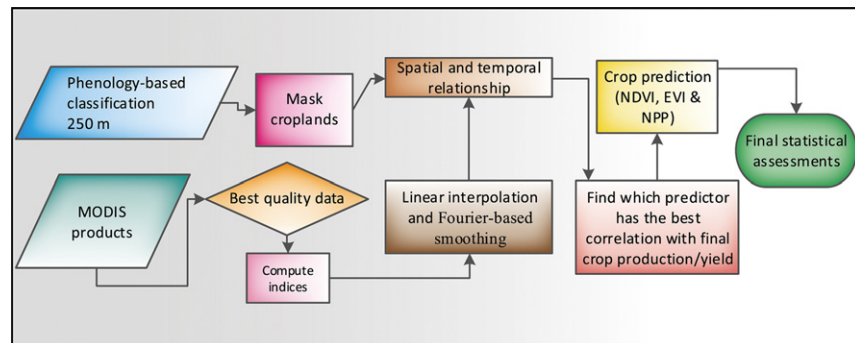 Phenology-based
classification
250 m
Mask
croplands
Spatial and temporal
relationship
Crop prediction
(NDVI, EVI &
NPP)
Final statistical
assessments
MODIS
products
Best quality data
Compute
indices
Linear interpolation
and Fourier-based
smoothing
Find which predictor
has the best
correlation with final
crop production/yield